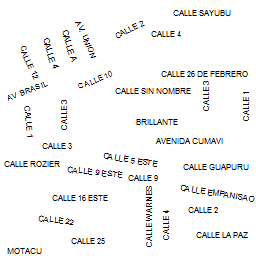 CALLE SAYUBU
CALLE 2
AV. UNION
CALLE 4
CALLE A
CALLE 4
CALLE 12
CALLE 26 DE FEBRERO
CALLE 10
AV BRASIL
CALLE SIN NOMBRE
CALLE 3
CALLE 1
CALLE 3
CALLE 1
BRILLANTE
AVENIDA CUMAVI
CALLE 3
CALLE 5 ESTE
CALLE ROZIER
CALLE GUAPURU
CALLE 9 ESTE
CALLE 9
CALLE EMPANISAO
CALLE 16 ESTE
CALLE WARNES
CALLE 4
CALLE 2
CALLE 22
CALLE LA PAZ
CALLE 25
MOTACU